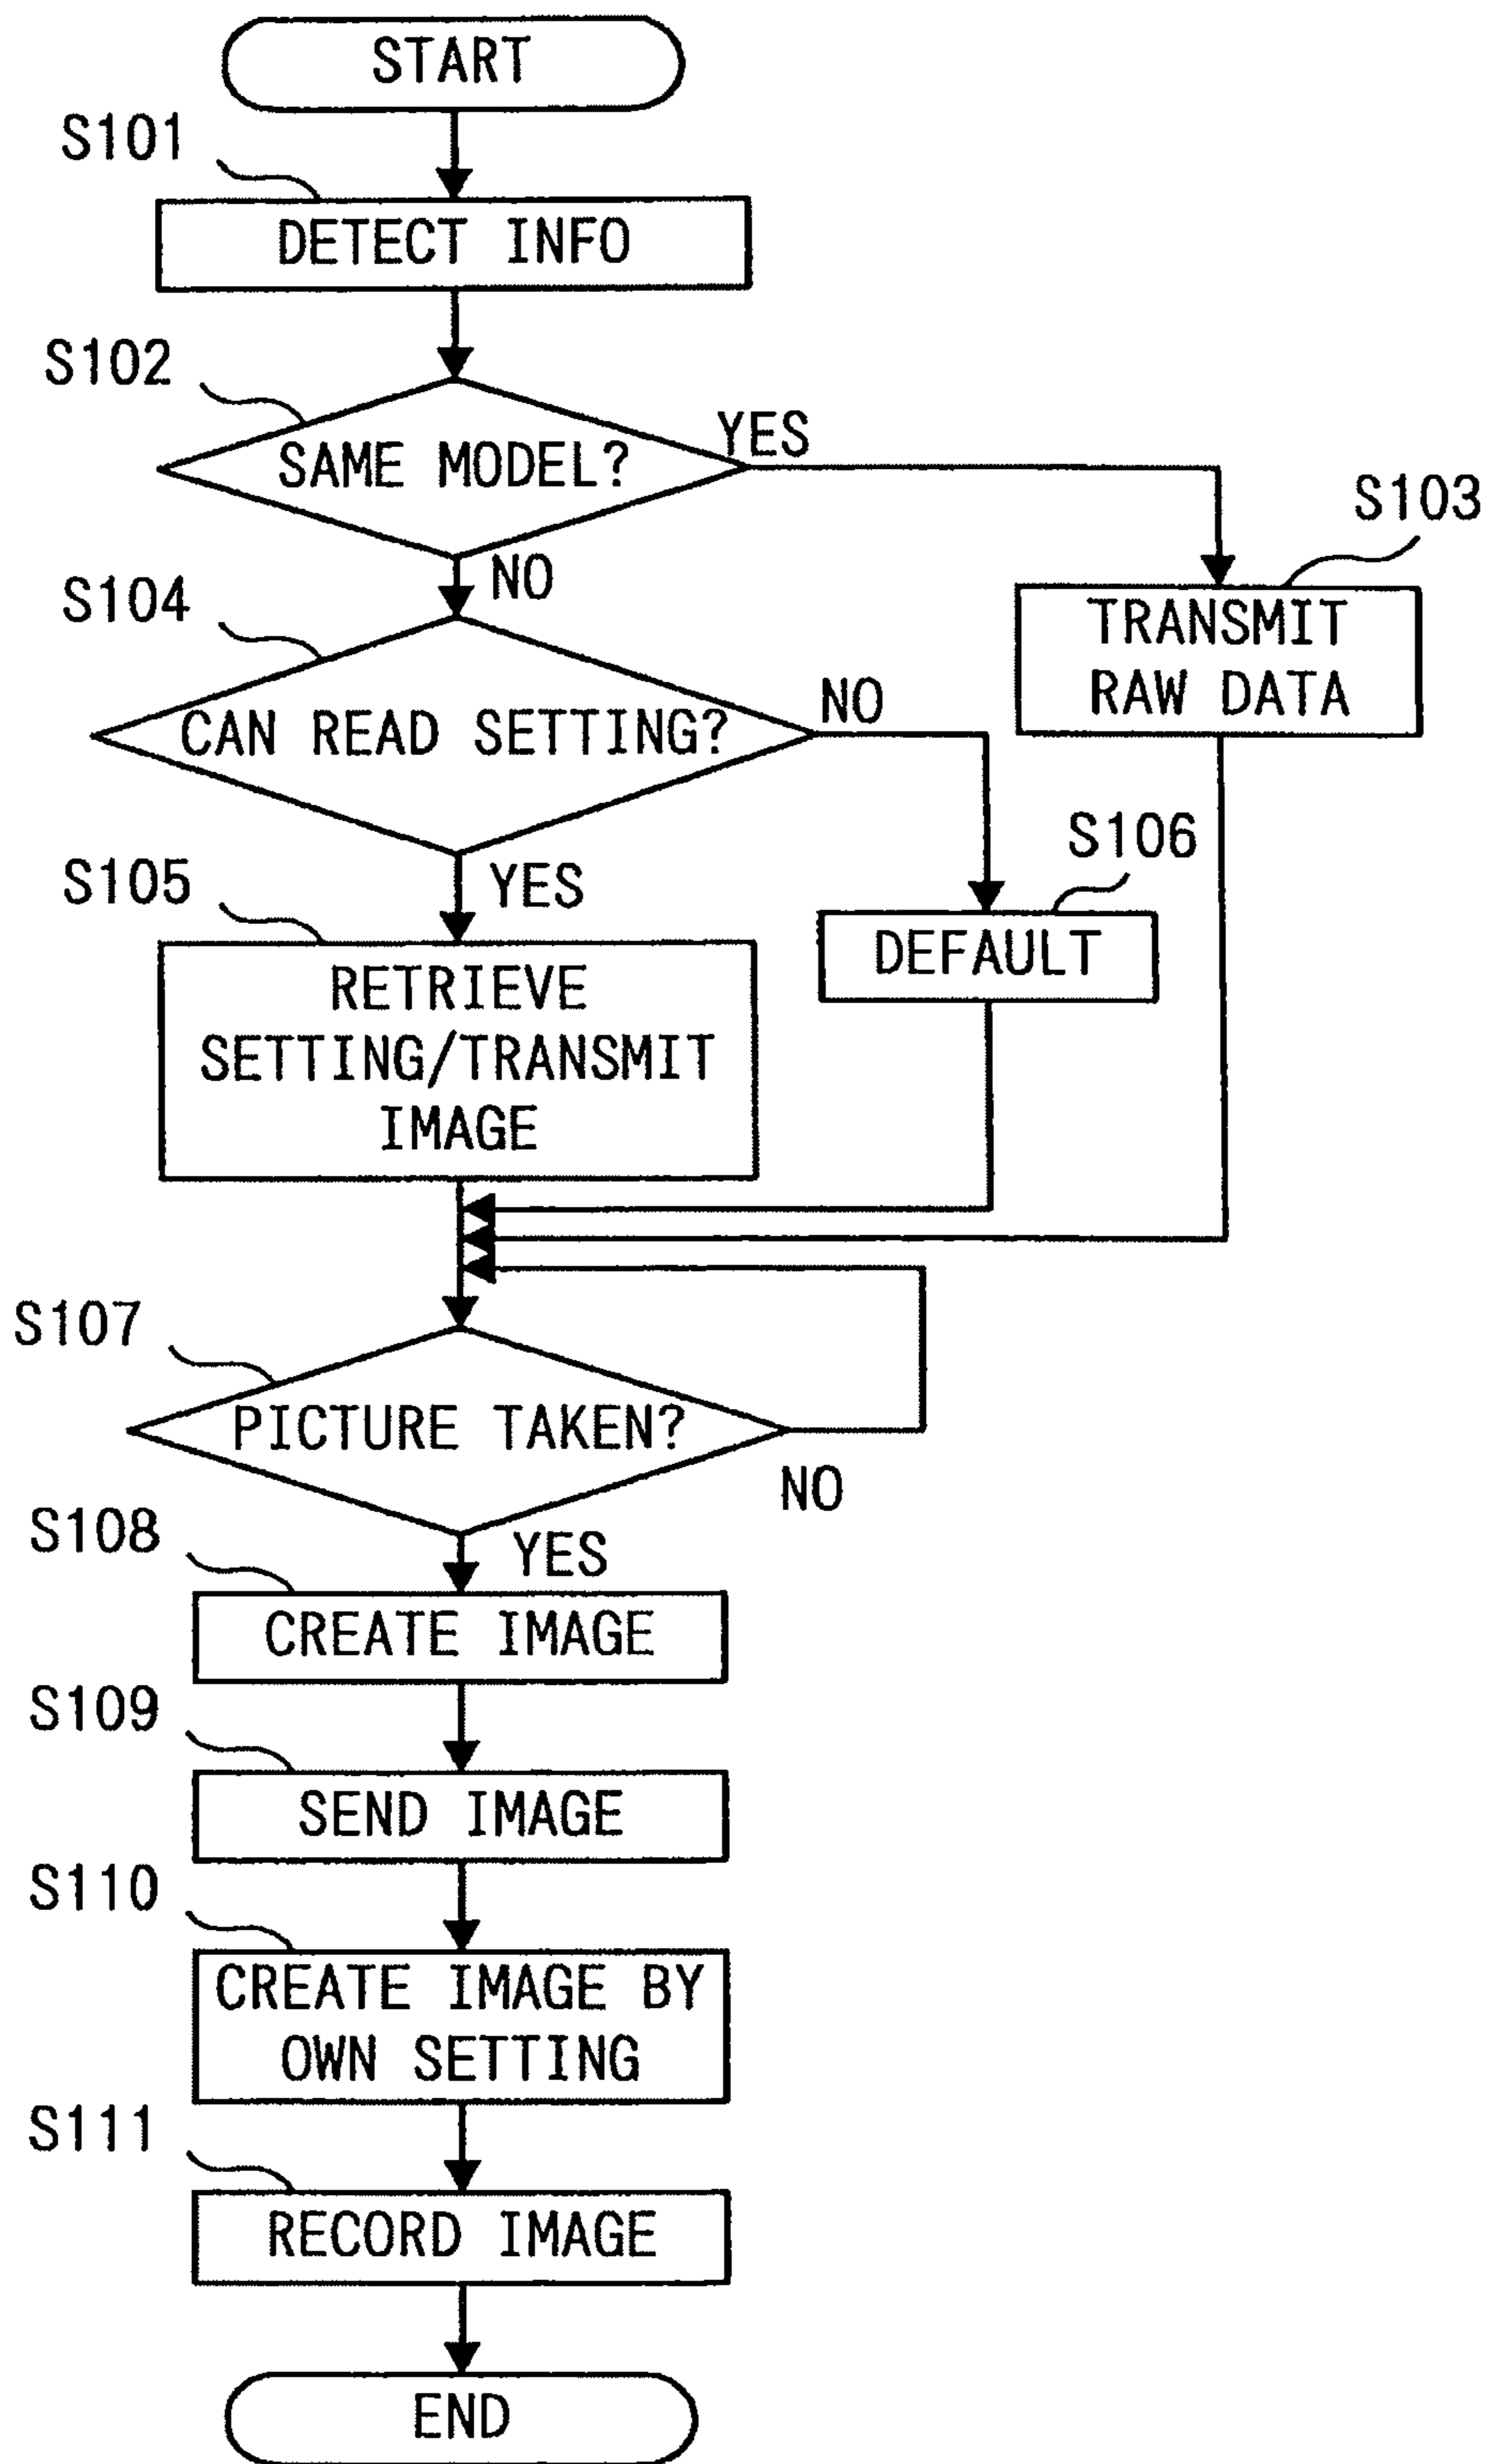 START
S101
DETECT INFO
S102
SAME MODEL?
YES
S103
TRANSMIT
RAW DATA
NO
S104
CAN READ SETTING?
NO
S106
DEFAULT
YES
S105
RETRIEVE
SETTING/TRANSMIT
IMAGE
S107
PICTURE TAKEN?
NO
YES
S108
CREATE IMAGE
S109
SEND IMAGE
S110
CREATE IMAGE BY
OWN SETTING
S111
RECORD IMAGE
END